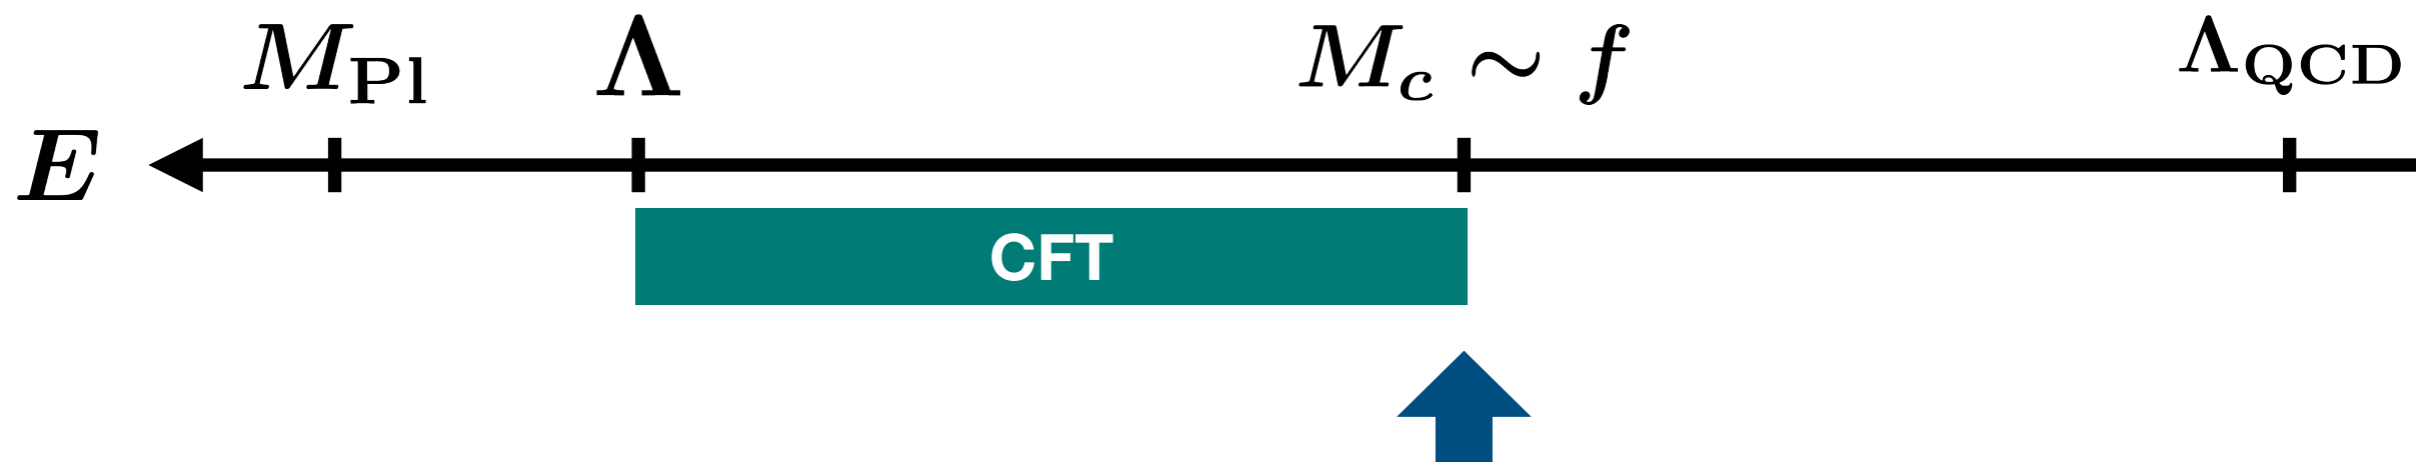 M_Pl Λ M_c ∼ f Λ_QCD
E
CFT